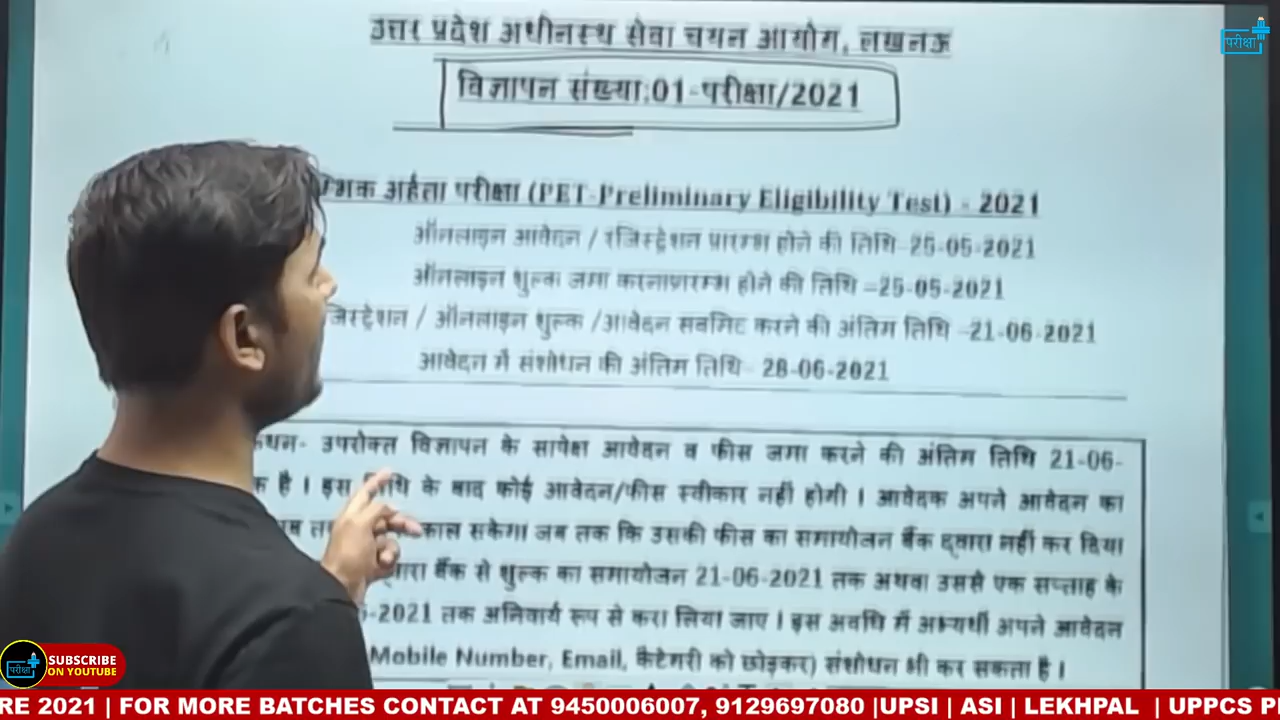 उत्तर प्रदेश अधीनस्थ सेवा चयन आयोग, लखनऊ
विज्ञापन संख्या:01-परीक्षा/2021
परीक्षा
अर्हता परीक्षा (PET-Preliminary Eligibility Test) - 2021
ऑनलाइन आवेदन / रजिस्ट्रेशन प्रारम्भ होने की तिथि-25-05-2021
ऑनलाइन शुल्क जमा करनाप्रारम्भ होने की तिथि –25-05-2021
जिस्ट्रेशन / ऑनलाइन शुल्क /आवेदन सबमिट करने की अंतिम तिथि –21-06-2021
आवेदन में संशोधन की अंतिम तिथि- 28-06-2021
उपरोक्त विज्ञापन के सापेक्ष आवेदन व फीस जमा करने की अंतिम तिथि 21-06-
क है । इस के बाद कोई आवेदन/फीस स्वीकार नहीं होगी । आवेदक अपने आवेदन का
सकेगा जब तक कि उसकी फीस का समायोजन बैंक द्वारा नहीं कर दिया
बैंक से शुल्क का समायोजन 21-06-2021 तक अथवा उससे एक सप्ताह के
-2021 तक अनिवार्य रूप से करा लिया जाए । इस अवधि में अभ्यर्थी अपने आवेदन
Mobile Number, Email, कैटेगरी को छोड़कर) संशोधन भी कर सकता है ।
परीक्षा SUBSCRIBE
ON YOUTUBE
RE 2021 | FOR MORE BATCHES CONTACT AT 9450006007, 9129697080 |UPSI | ASI | LEKHPAL | UPPCS P